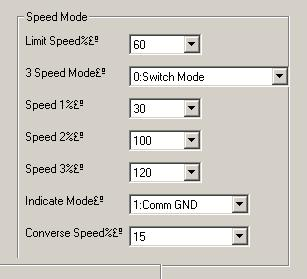 Speed Mode
Limit Speed%£º 60
3 Speed Mode£º 0:Switch Mode
Speed 1%£º 30
Speed 2%£º 100
Speed 3%£º 120
Indicate Mode£º 1:Comm GND
Converse Speed%£º 15